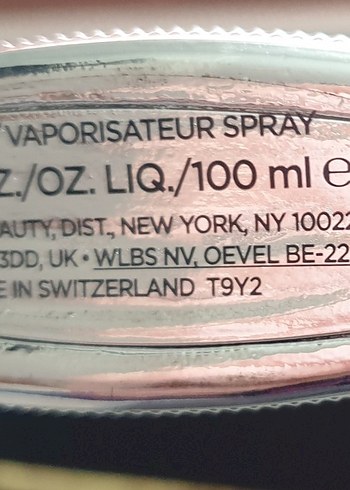 VAPORISATEUR SPRAY
Z./OZ. LIQ./100 ml ℮
AUTY, DIST., NEW YORK, NY 10022
3DD, UK • WLBS NV, OEVEL BE-22
E IN SWITZERLAND T9Y2